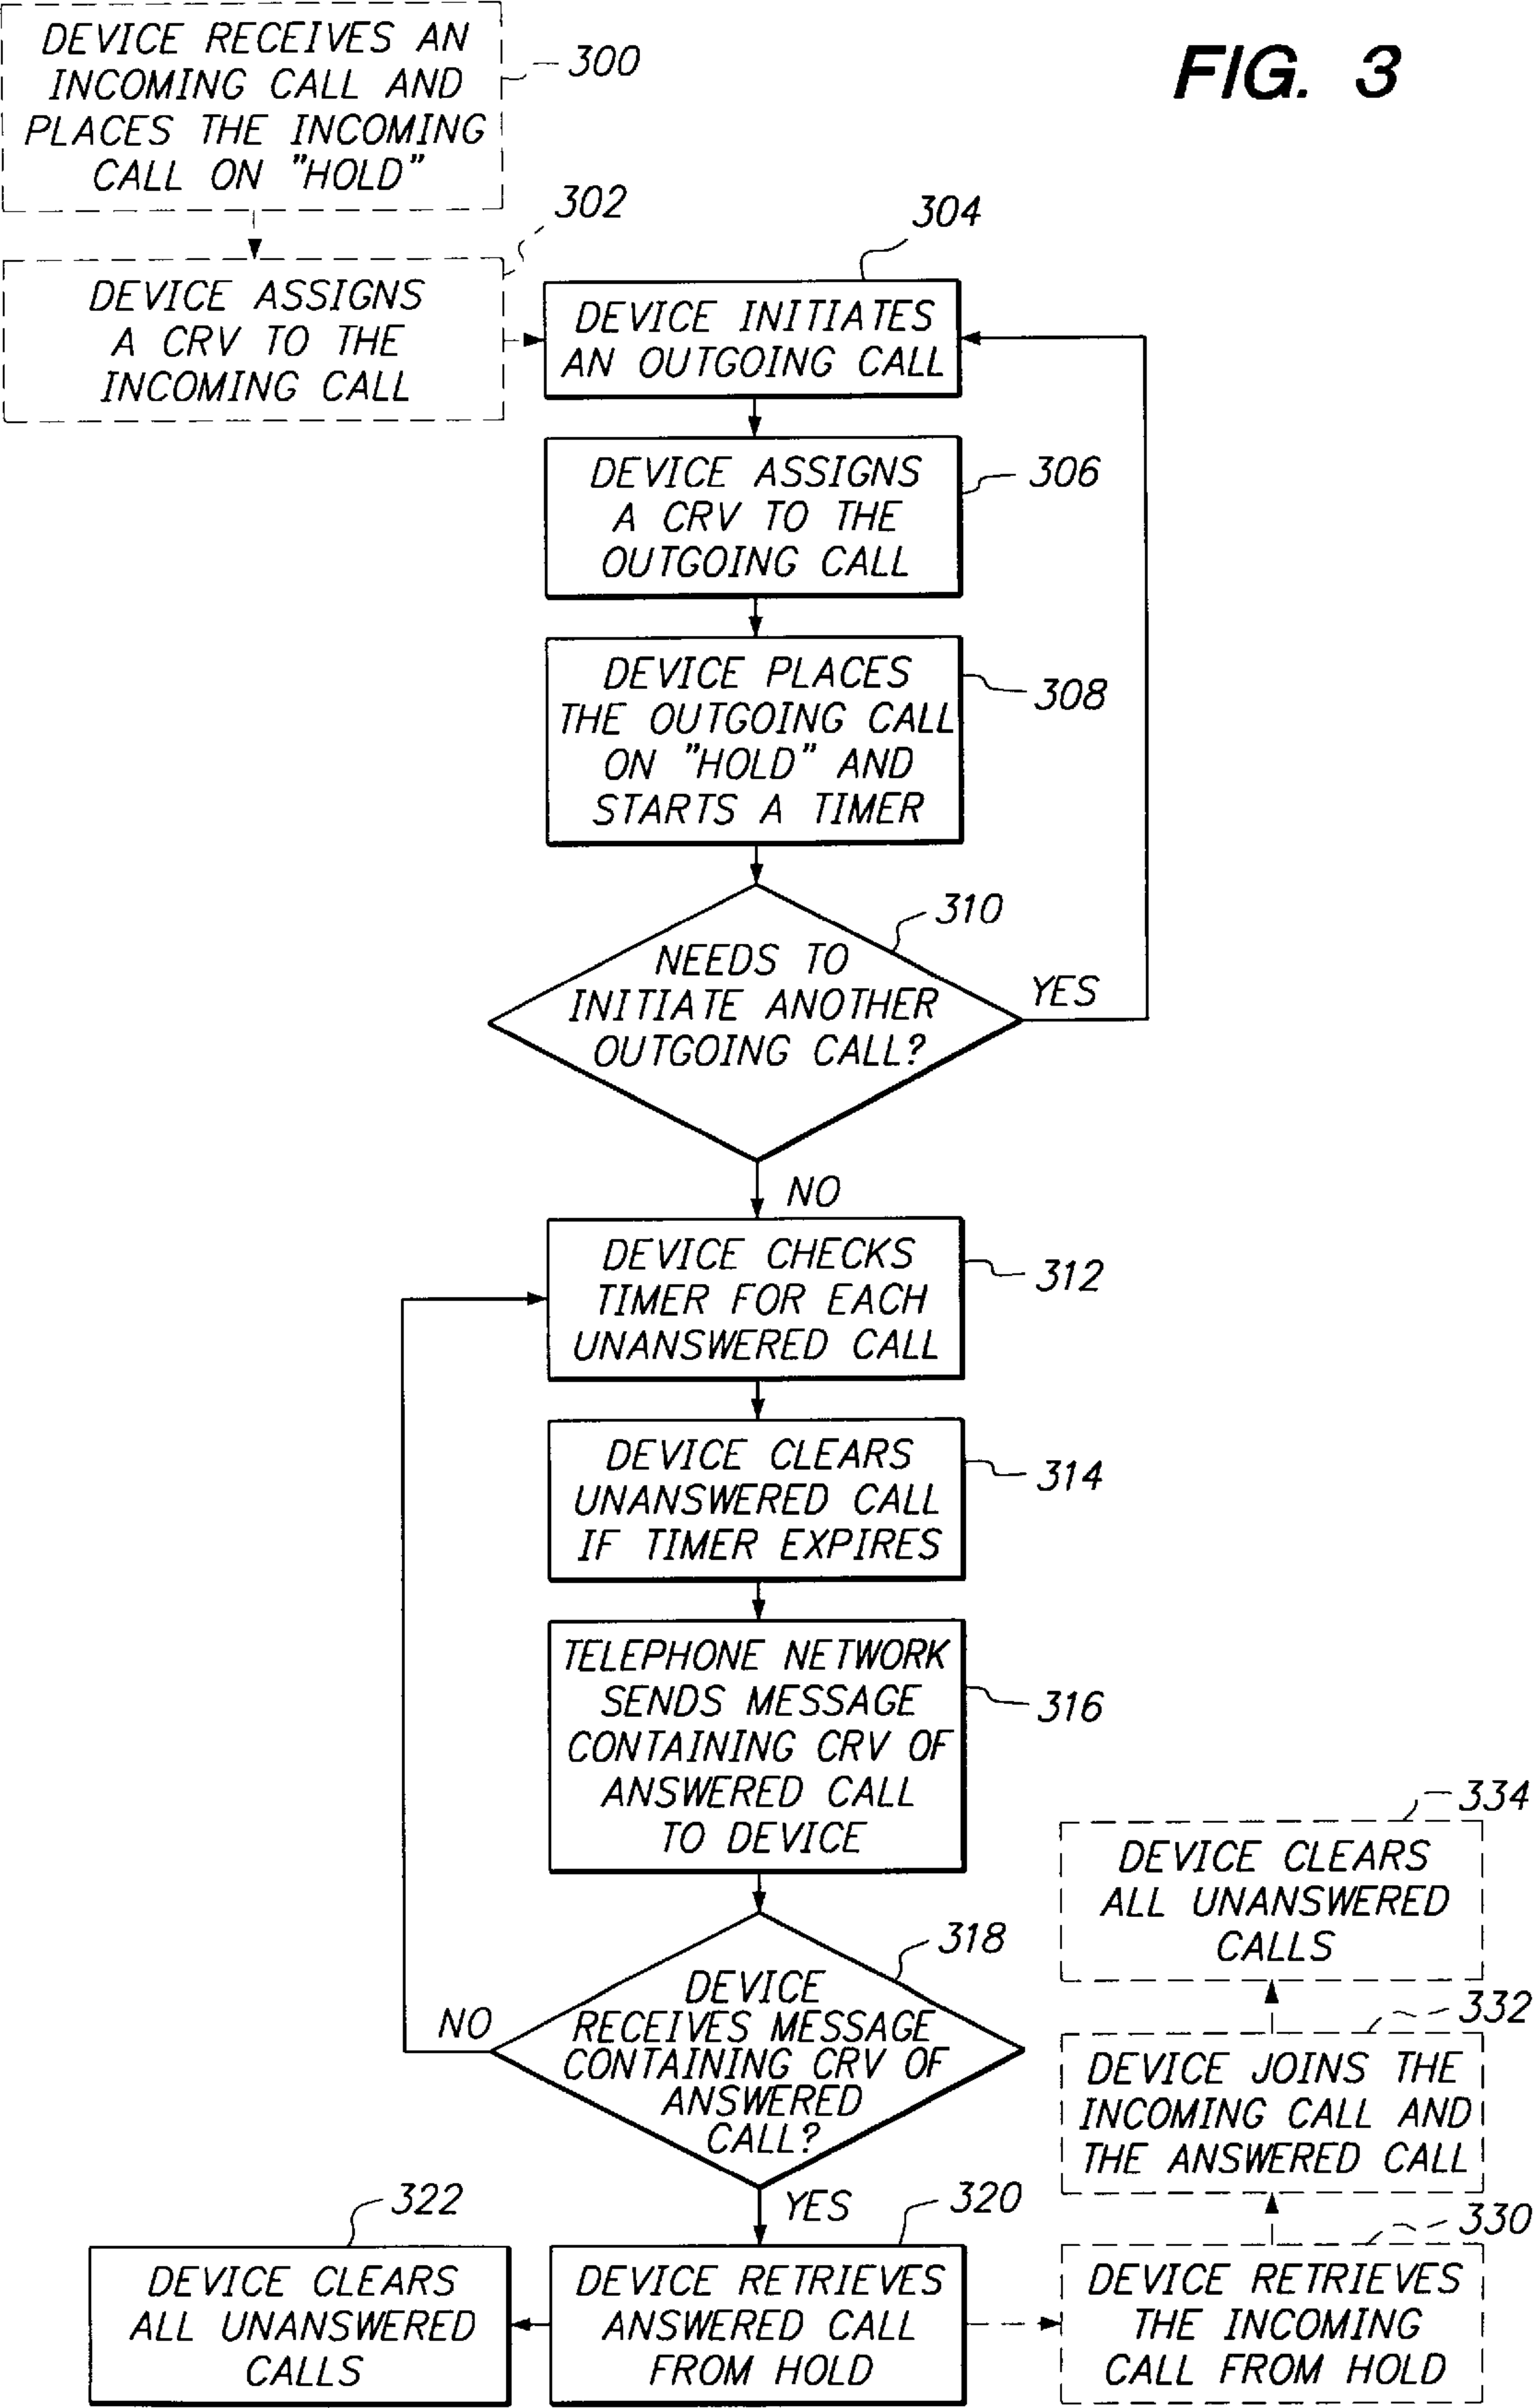 FIG. 3
DEVICE RECEIVES AN
INCOMING CALL AND
PLACES THE INCOMING
CALL ON "HOLD"
300
DEVICE ASSIGNS
A CRV TO THE
INCOMING CALL
302
DEVICE INITIATES
AN OUTGOING CALL
304
DEVICE ASSIGNS
A CRV TO THE
OUTGOING CALL
306
DEVICE PLACES
THE OUTGOING CALL
ON "HOLD" AND
STARTS A TIMER
308
NEEDS TO
INITIATE ANOTHER
OUTGOING CALL?
310
YES
NO
DEVICE CHECKS
TIMER FOR EACH
UNANSWERED CALL
312
DEVICE CLEARS
UNANSWERED CALL
IF TIMER EXPIRES
314
TELEPHONE NETWORK
SENDS MESSAGE
CONTAINING CRV OF
ANSWERED CALL
TO DEVICE
316
DEVICE
RECEIVES MESSAGE
CONTAINING CRV OF
ANSWERED
CALL?
318
NO
YES
DEVICE RETRIEVES
ANSWERED CALL
FROM HOLD
320
DEVICE CLEARS
ALL UNANSWERED
CALLS
322
DEVICE RETRIEVES
THE INCOMING
CALL FROM HOLD
330
DEVICE JOINS THE
INCOMING CALL AND
THE ANSWERED CALL
332
DEVICE CLEARS
ALL UNANSWERED
CALLS
334